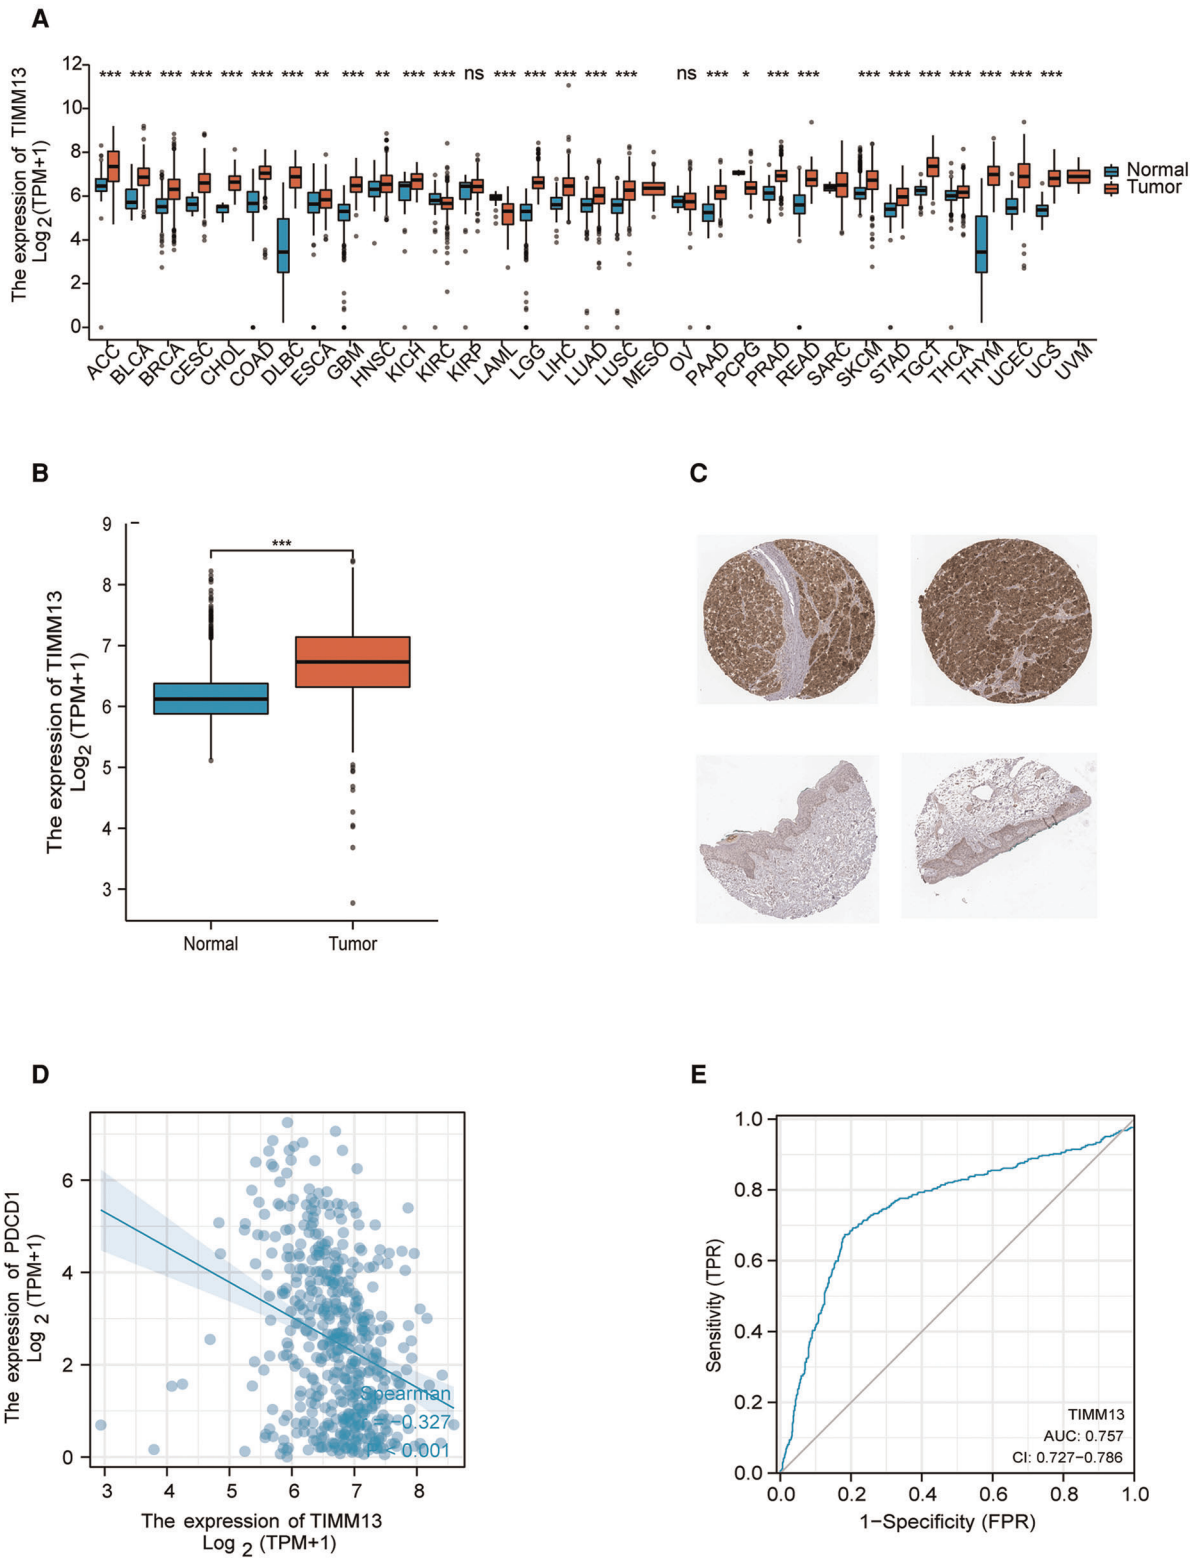 A
The expression of TIMM13
Log2 (TPM+1)
12
10
8
6
4
2
0
*** *** *** *** *** *** *** ** *** ** *** *** ns *** *** *** *** *** ns *** * *** *** *** *** *** *** *** *** ***
Normal
Tumor
ACC BLCA BRCA CESC CHOL COAD DLBC ESCA GBM HNSC KICH KIRC KIRP LAML LGG LIHC LUAD LUSC MESO OV PAAD PCPG PRAD READ SARC SKCM STAD TGCT THCA THYM UCEC UCS UVM
B
The expression of TIMM13
Log2 (TPM+1)
9
8
7
6
5
4
3
***
Normal Tumor
C
D
The expression of PDCD1
Log 2 (TPM+1)
6
4
2
0
Spearman
= −0.327
P < 0.001
3 4 5 6 7 8
The expression of TIMM13
Log 2 (TPM+1)
E
Sensitivity (TPR)
1.0
0.8
0.6
0.4
0.2
0.0
TIMM13
AUC: 0.757
CI: 0.727−0.786
0.0 0.2 0.4 0.6 0.8 1.0
1−Specificity (FPR)